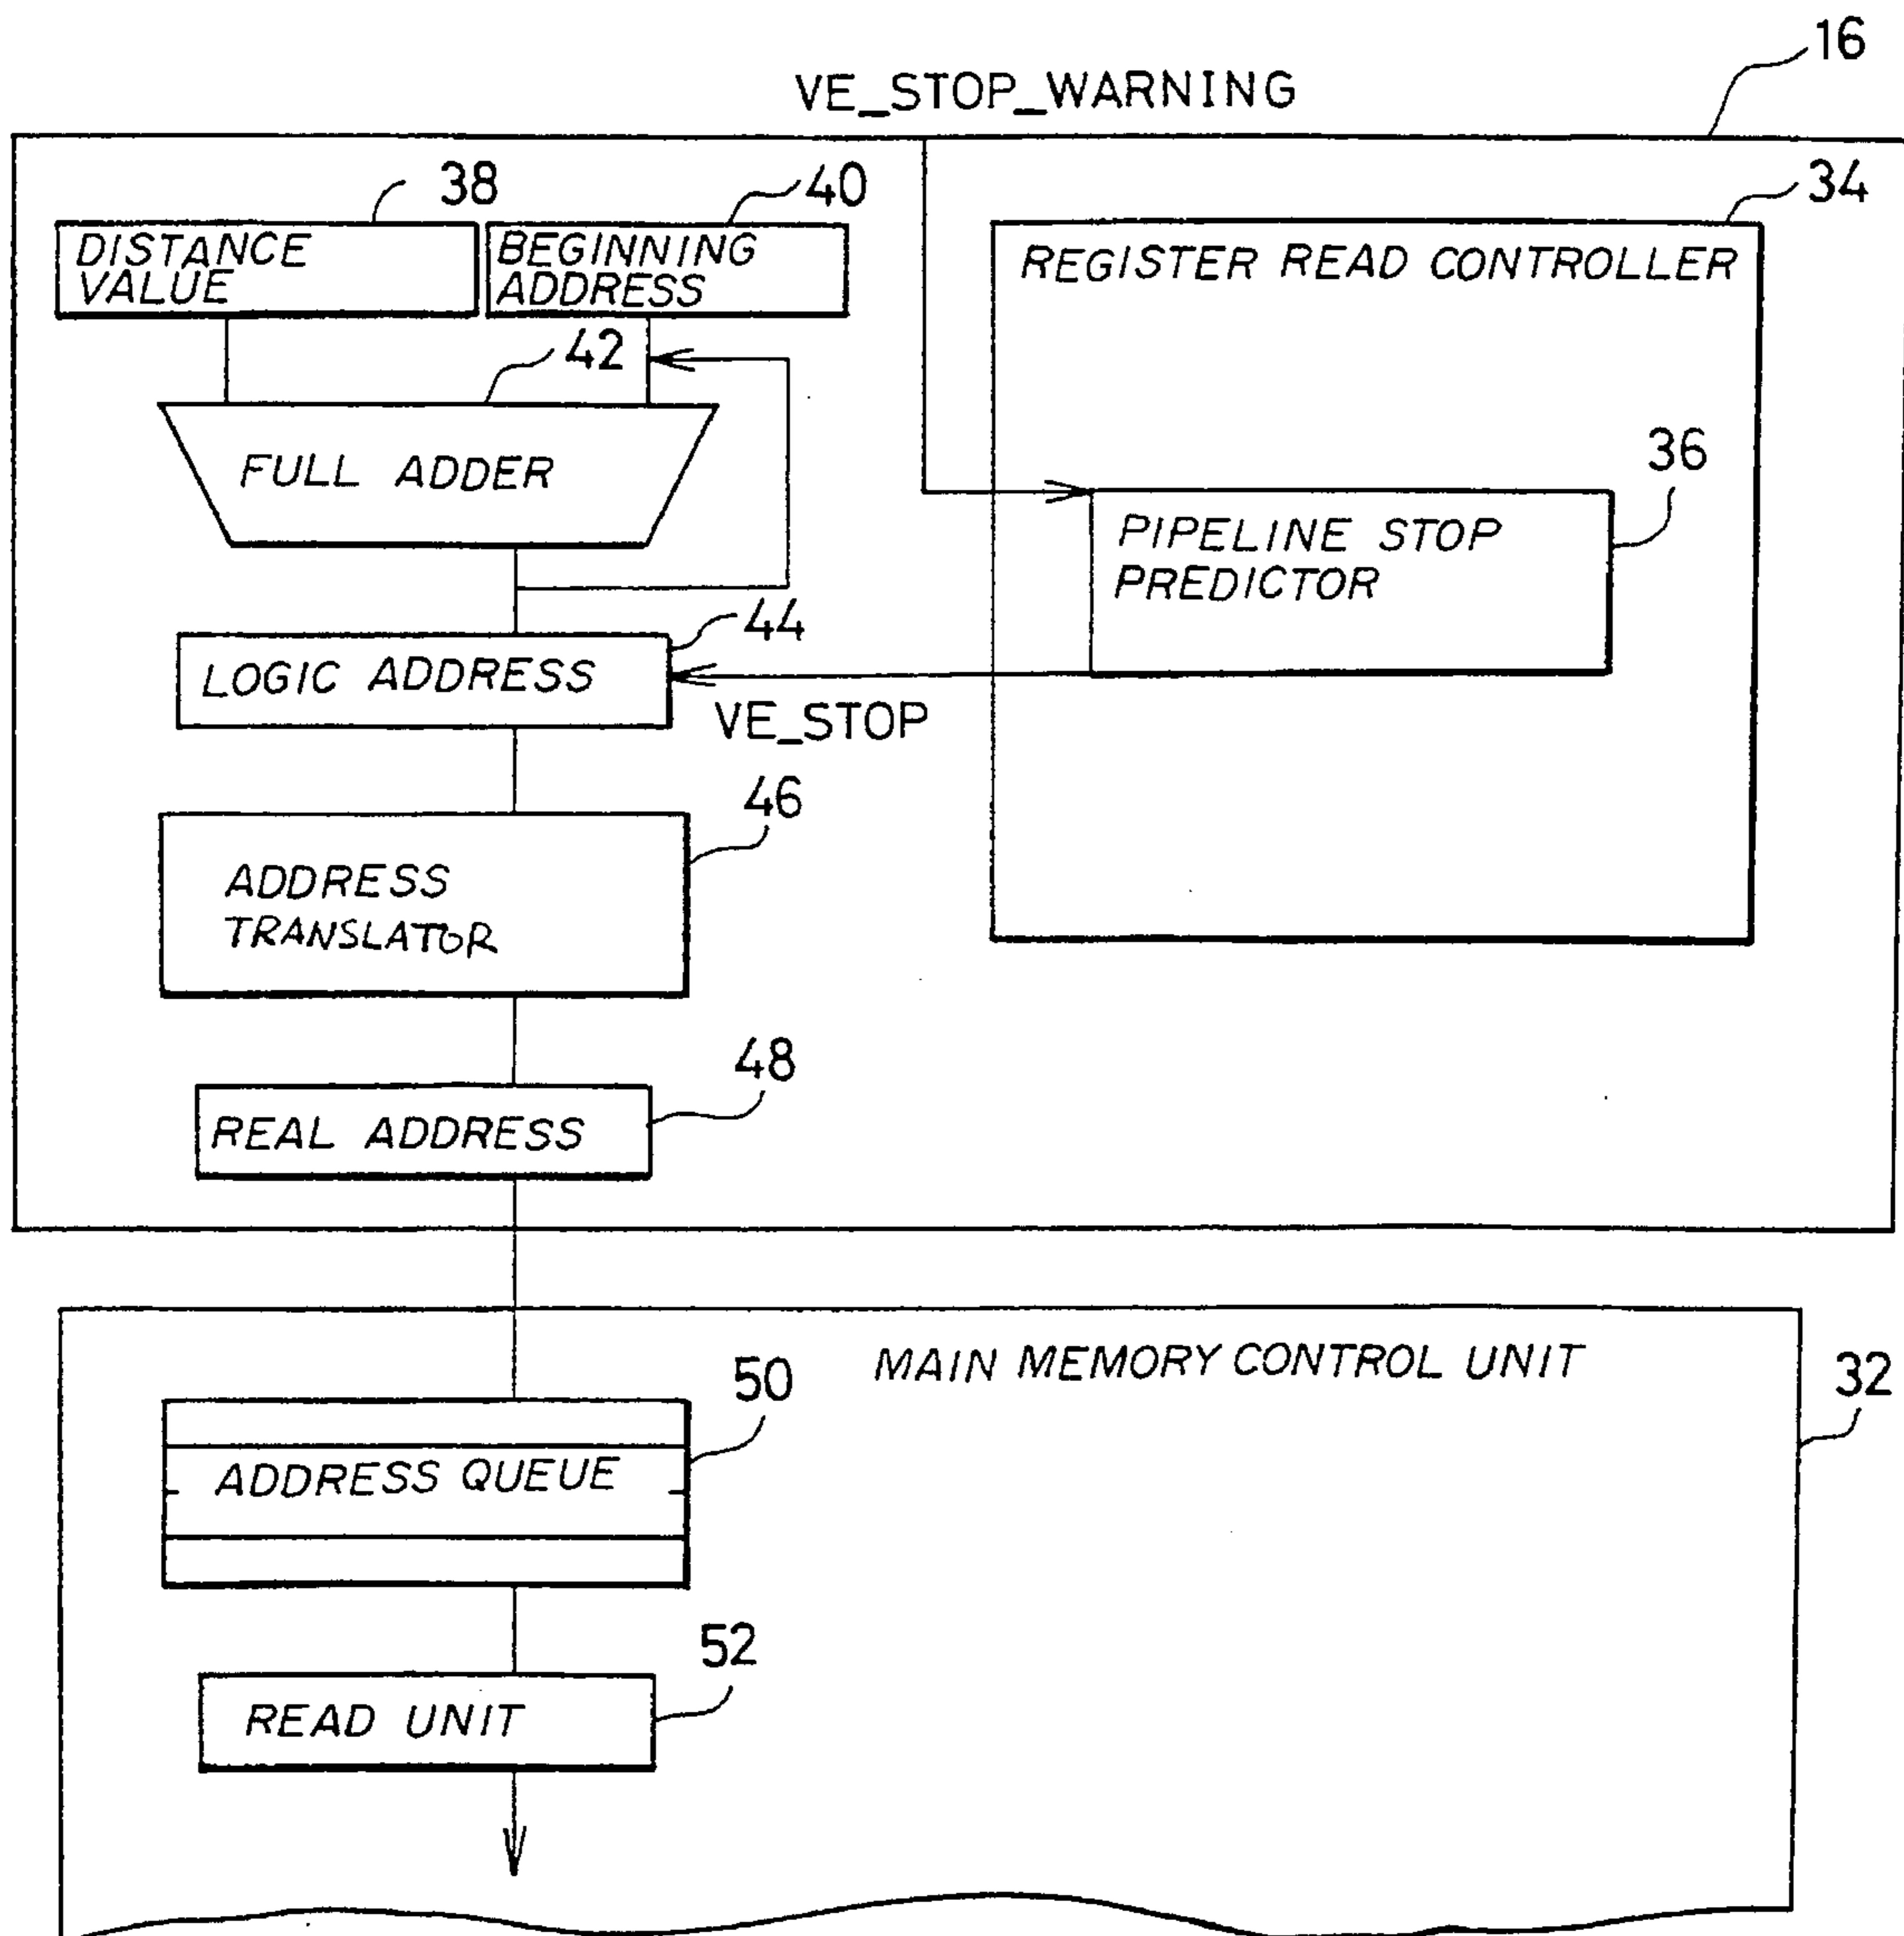 16
VE_STOP_WARNING
38
40
34
DISTANCE
VALUE
BEGINNING
ADDRESS
REGISTER READ CONTROLLER
42
FULL ADDER
36
PIPELINE STOP
PREDICTOR
44
LOGIC ADDRESS
VE_STOP
46
ADDRESS
TRANSLATOR
48
REAL ADDRESS
MAIN MEMORY CONTROL UNIT
32
50
ADDRESS QUEUE
52
READ UNIT